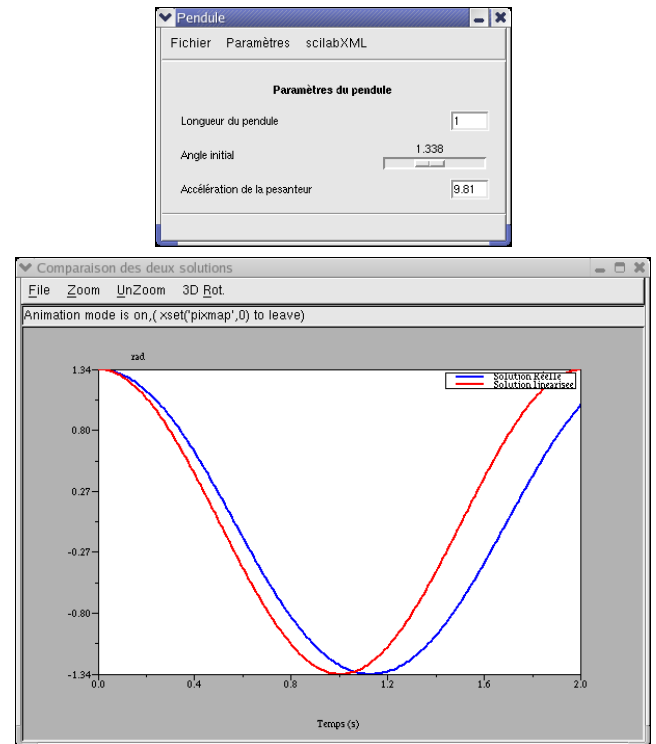 Pendule
Fichier Paramètres scilabXML
Paramètres du pendule
Longueur du pendule 1
Angle initial 1.338
Accélération de la pesanteur 9.81
Comparaison des deux solutions
File Zoom UnZoom 3D Rot.
Animation mode is on,( xset('pixmap',0) to leave)
rad
Solution Réelle
Solution linearisee
1.34
0.80
0.27
-0.27
-0.80
-1.34
0.0 0.4 0.8 1.2 1.6 2.0
Temps (s)